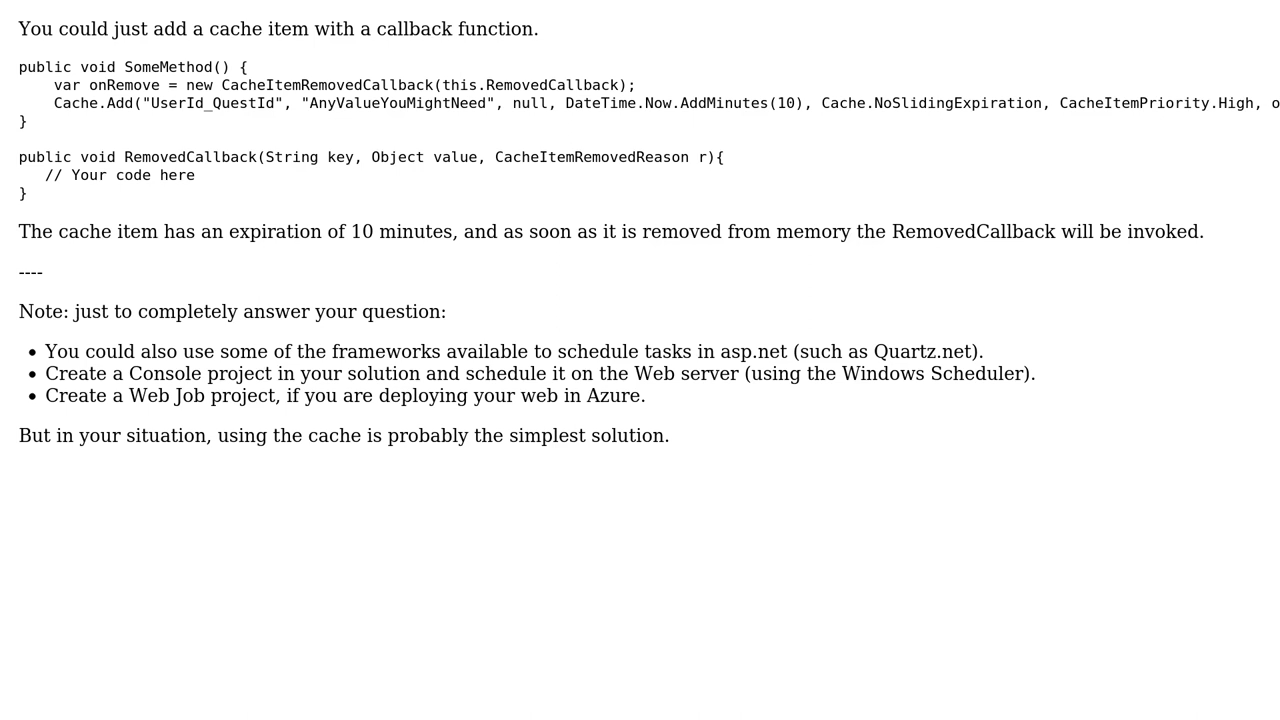 You could just add a cache item with a callback function.
public void SomeMethod() {
    var onRemove = new CacheItemRemovedCallback(this.RemovedCallback);
    Cache.Add("UserId_QuestId", "AnyValueYouMightNeed", null, DateTime.Now.AddMinutes(10), Cache.NoSlidingExpiration, CacheItemPriority.High,
}
public void RemovedCallback(String key, Object value, CacheItemRemovedReason r){
   // Your code here
}
The cache item has an expiration of 10 minutes, and as soon as it is removed from memory the RemovedCallback will be invoked.
----
Note: just to completely answer your question:
• You could also use some of the frameworks available to schedule tasks in asp.net (such as Quartz.net).
• Create a Console project in your solution and schedule it on the Web server (using the Windows Scheduler).
• Create a Web Job project, if you are deploying your web in Azure.
But in your situation, using the cache is probably the simplest solution.